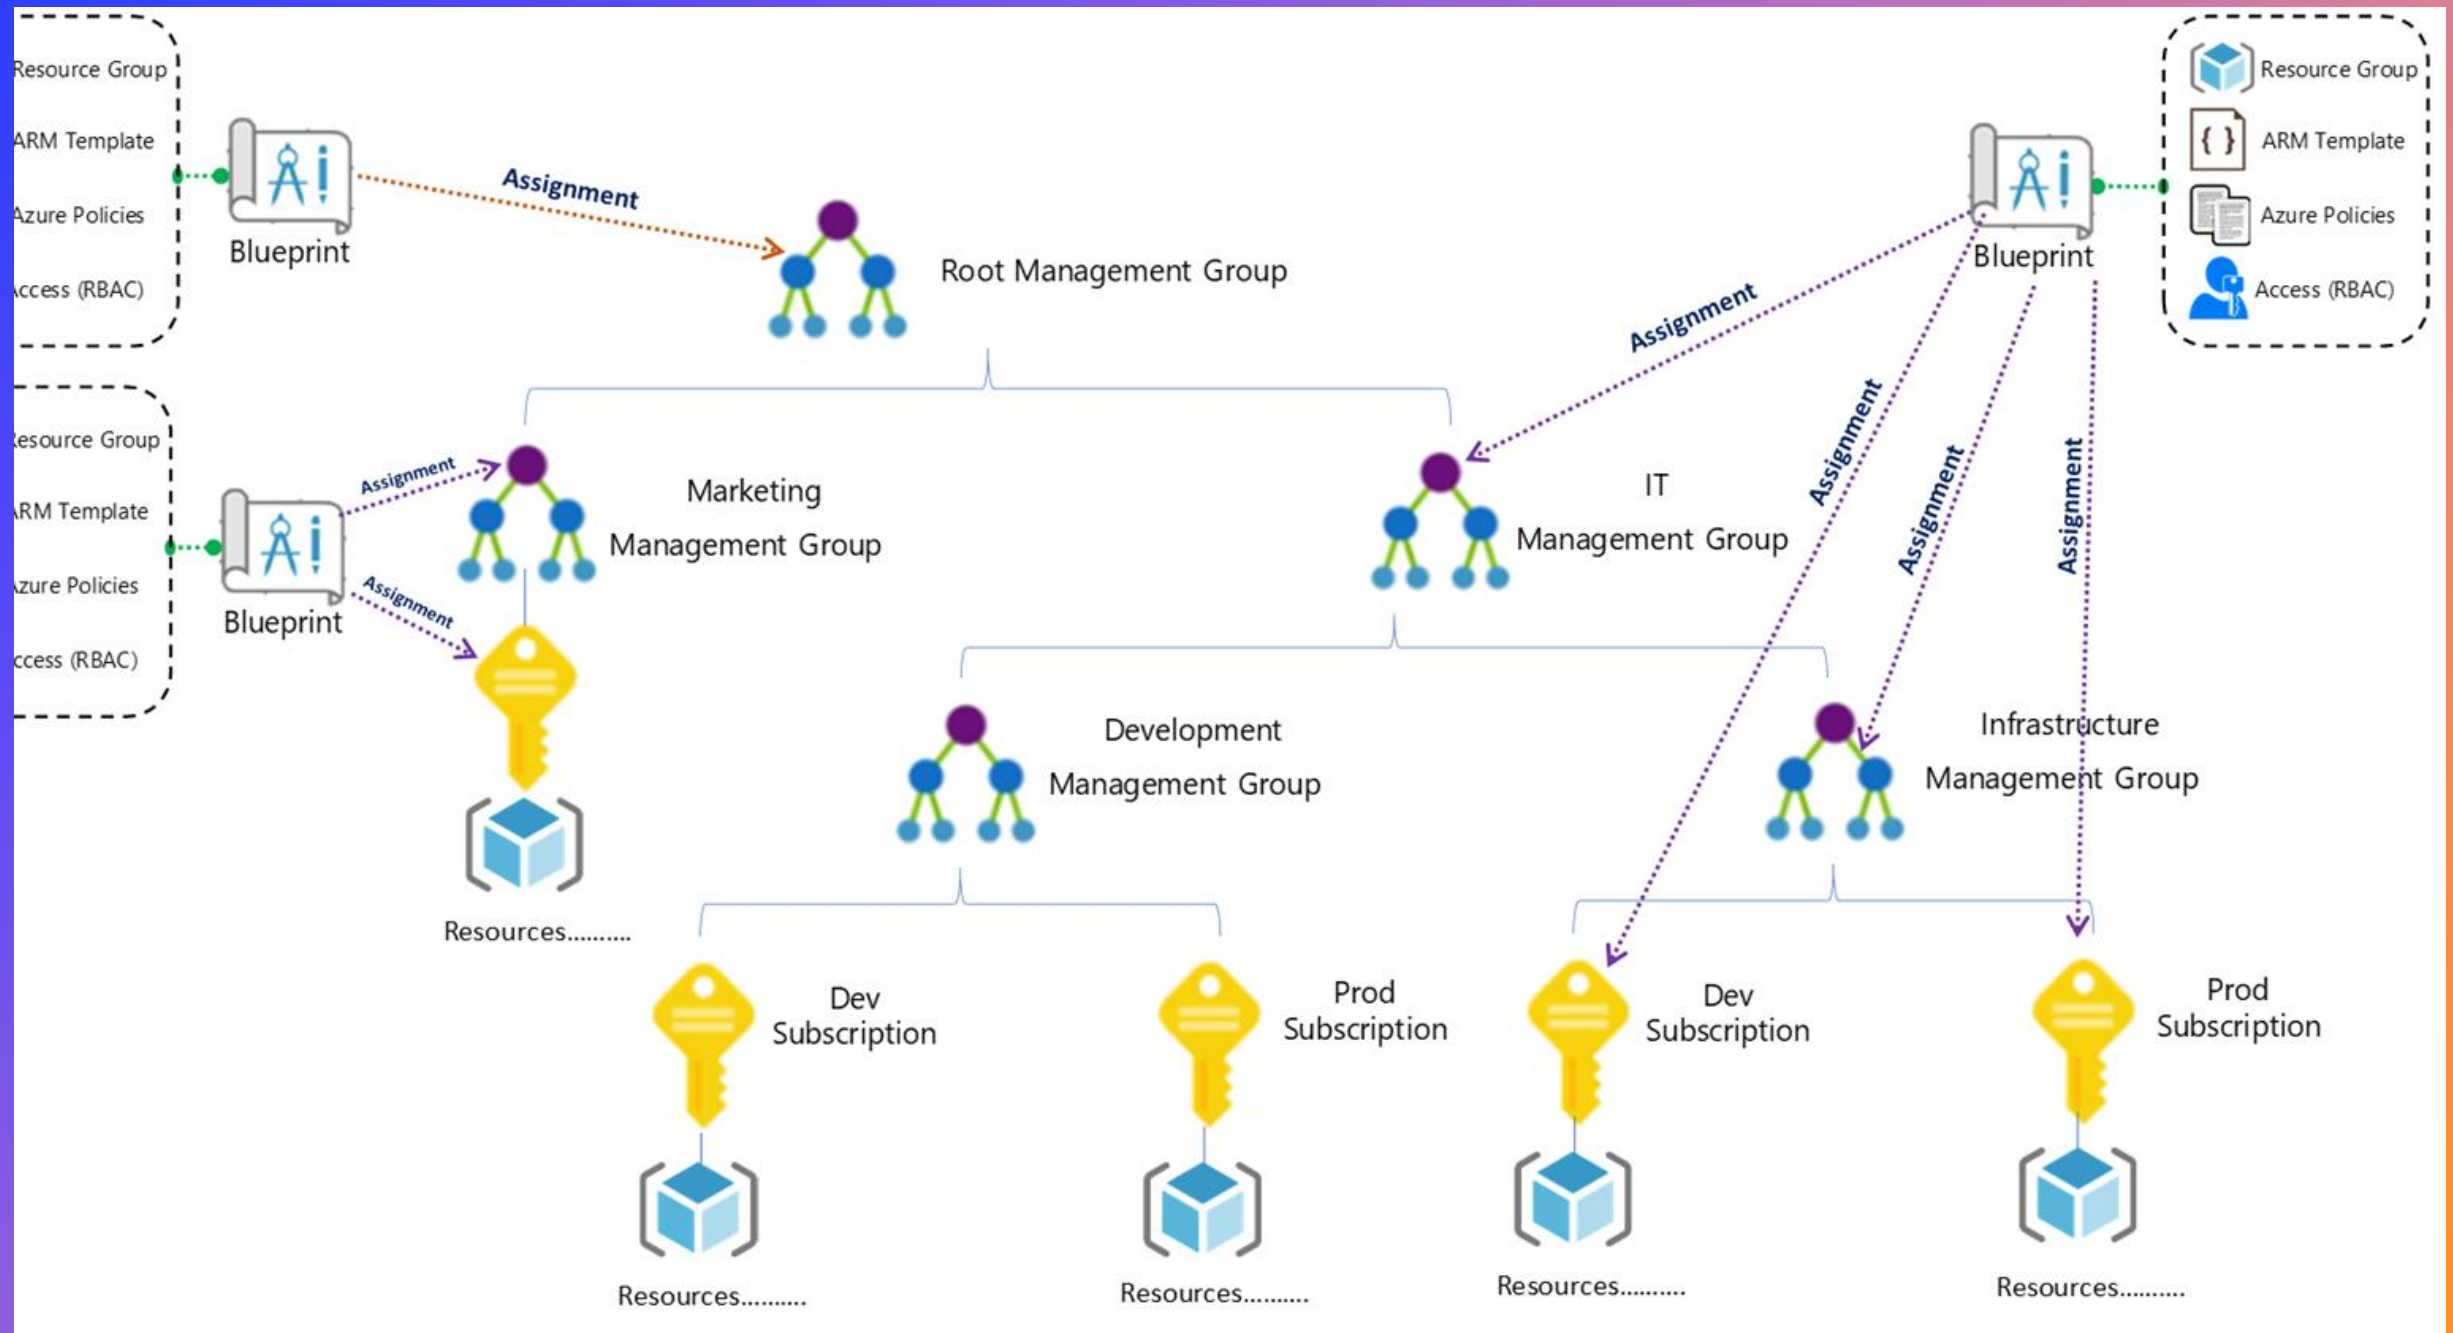 Resource Group
ARM Template
Azure Policies
ccess (RBAC)
Blueprint
Assignment
Root Management Group
Assignment
Blueprint
Resource Group
ARM Template
Azure Policies
Access (RBAC)
esource Group
RM Template
zure Policies
ccess (RBAC)
Blueprint
Assignment
Assignment
Marketing
Management Group
Resources..........
IT
Management Group
Assignment
Assignment
Assignment
Development
Management Group
Infrastructure
Management Group
Dev
Subscription
Prod
Subscription
Dev
Subscription
Prod
Subscription
Resources..........
Resources..........
Resources..........
Resources..........